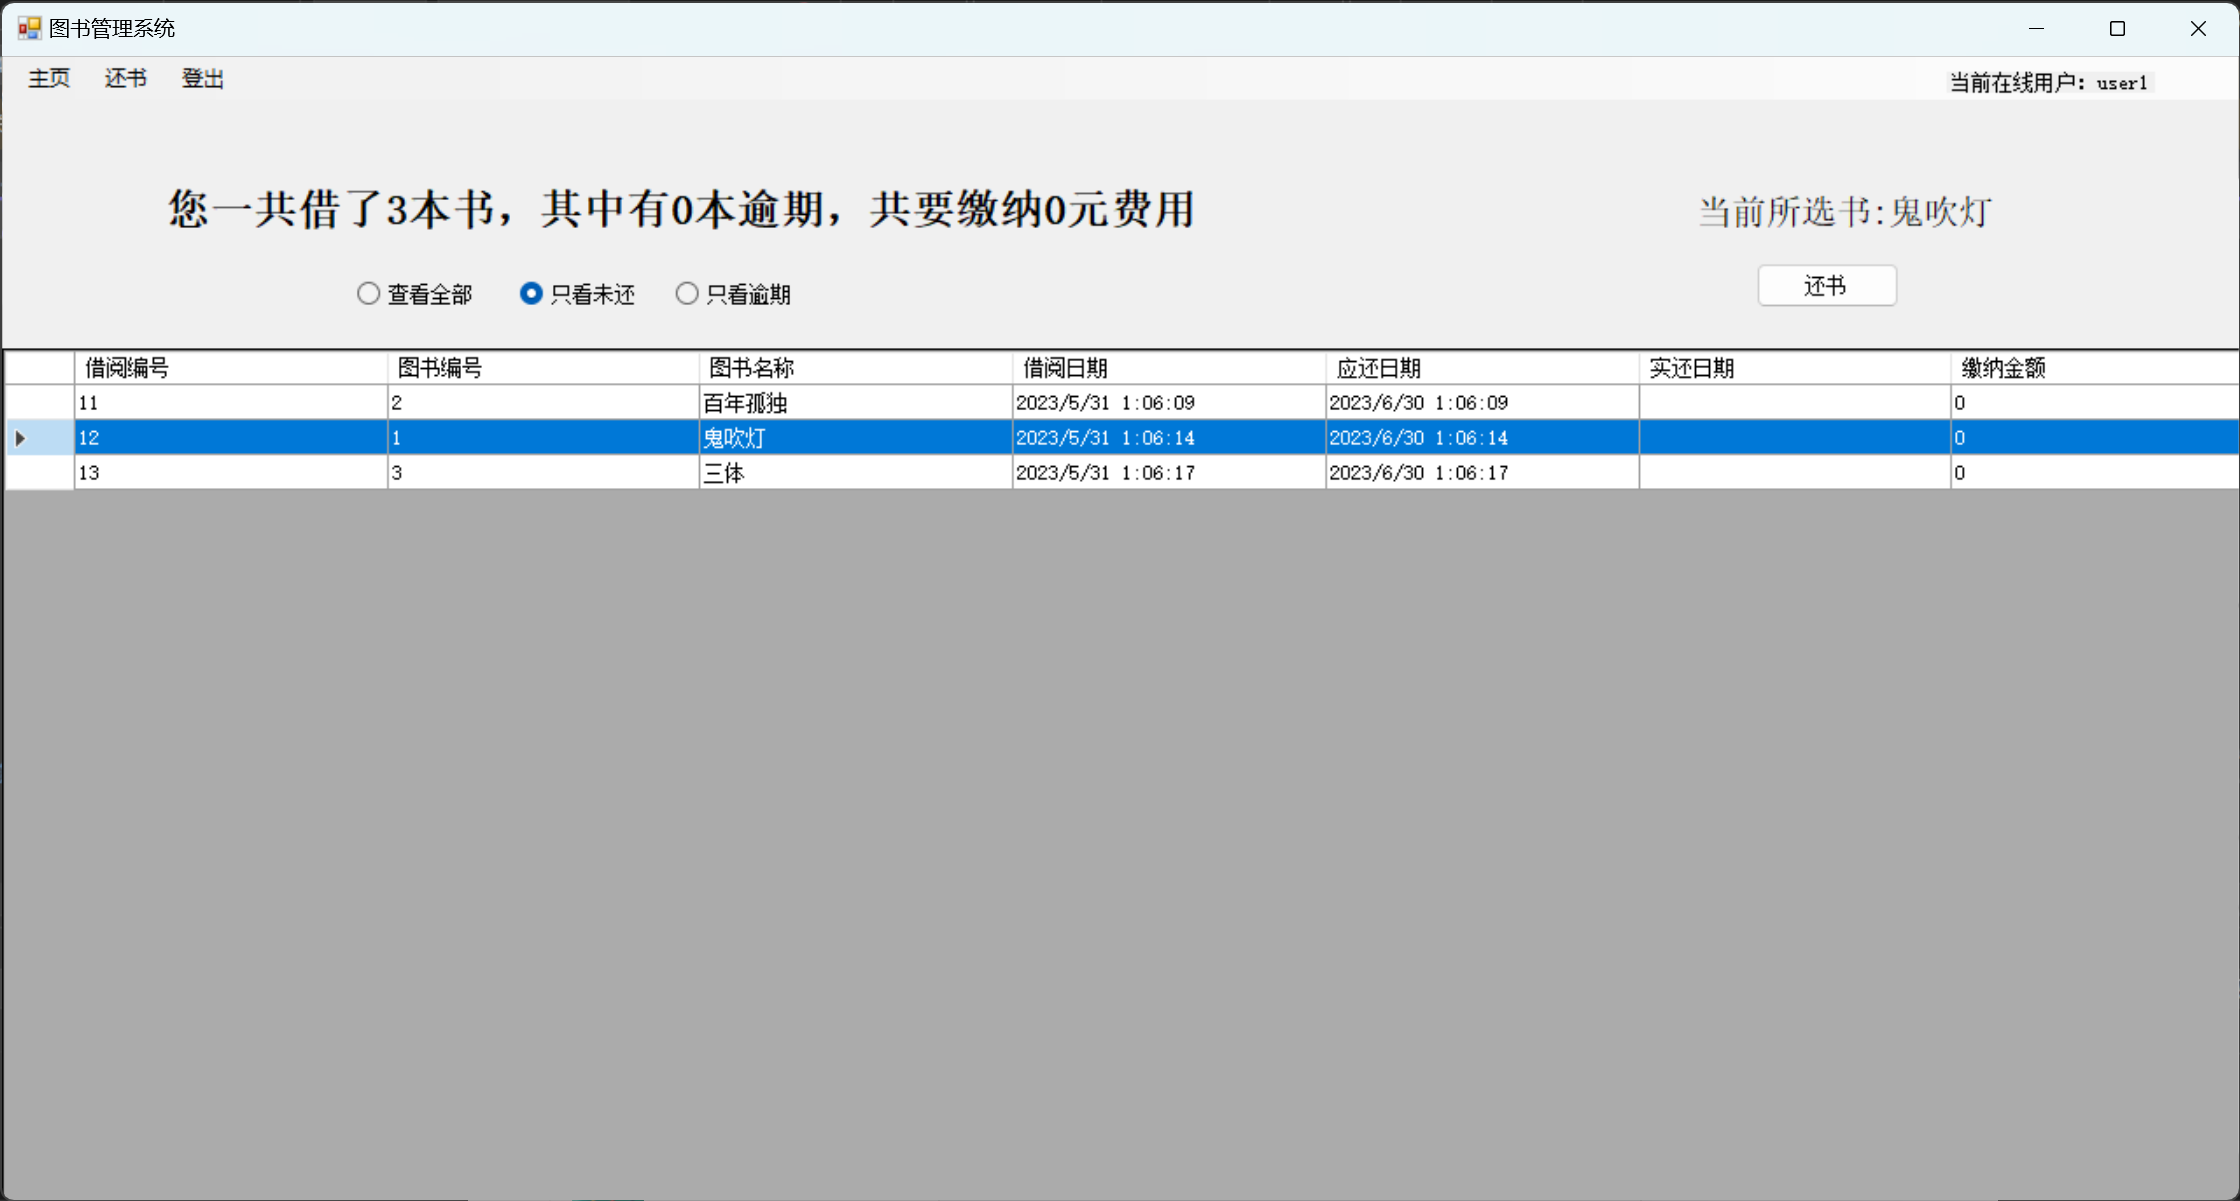 图书管理系统
主页 还书 登出 当前在线用户：user1
您一共借了3本书，其中有0本逾期，共要缴纳0元费用 当前所选书:鬼吹灯
查看全部 只看未还 只看逾期 还书
借阅编号 图书编号 图书名称 借阅日期 应还日期 实还日期 缴纳金额
11 2 百年孤独 2023/5/31 1:06:09 2023/6/30 1:06:09 0
12 1 鬼吹灯 2023/5/31 1:06:14 2023/6/30 1:06:14 0
13 3 三体 2023/5/31 1:06:17 2023/6/30 1:06:17 0